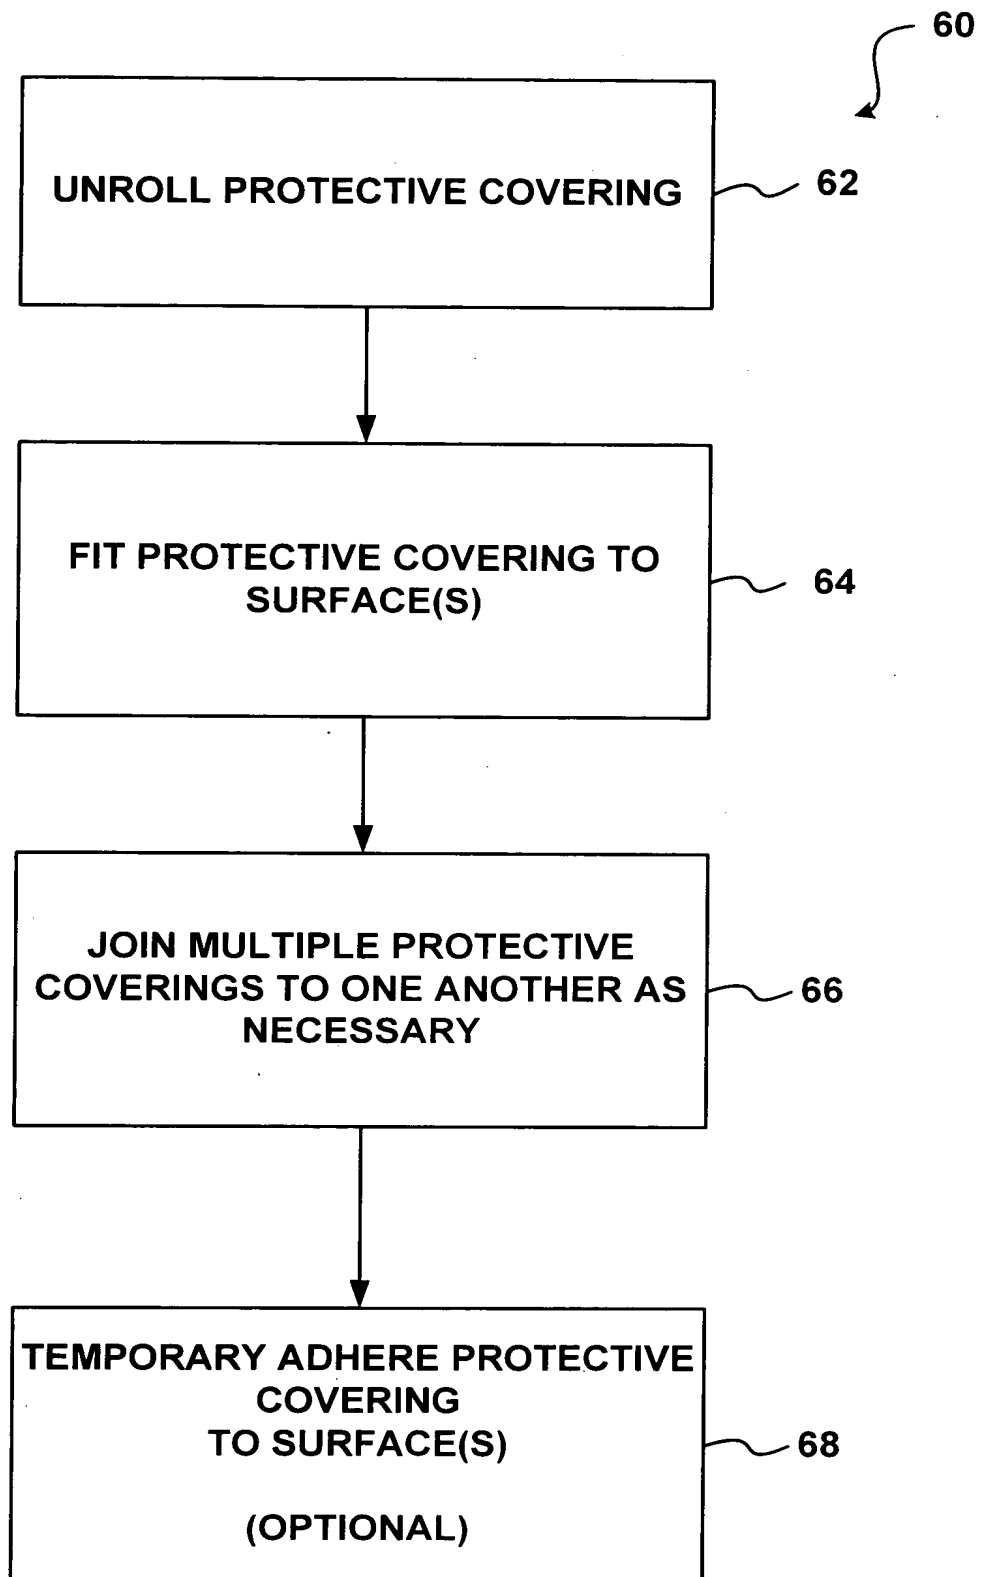 60
UNROLL PROTECTIVE COVERING
62
FIT PROTECTIVE COVERING TO
SURFACE(S)
64
JOIN MULTIPLE PROTECTIVE
COVERINGS TO ONE ANOTHER AS
NECESSARY
66
TEMPORARY ADHERE PROTECTIVE
COVERING
TO SURFACE(S)
(OPTIONAL)
68